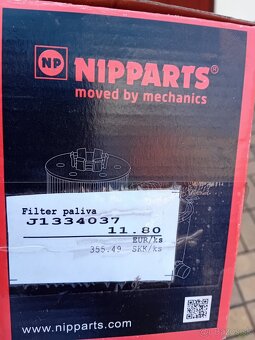 NP NIPPARTS®
moved by mechanics
Filter paliva
J1334037
11.80
EUR/ks
355.49 SKK/ks
www.nipparts.com